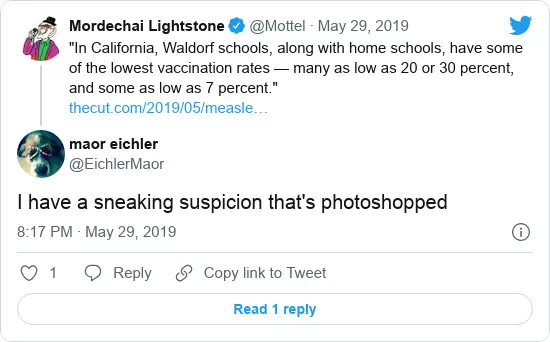 Mordechai Lightstone @Mottel · May 29, 2019
"In California, Waldorf schools, along with home schools, have some
of the lowest vaccination rates — many as low as 20 or 30 percent,
and some as low as 7 percent."
thecut.com/2019/05/measle…
maor eichler
@EichlerMaor
I have a sneaking suspicion that's photoshopped
8:17 PM · May 29, 2019
1 Reply Copy link to Tweet
Read 1 reply